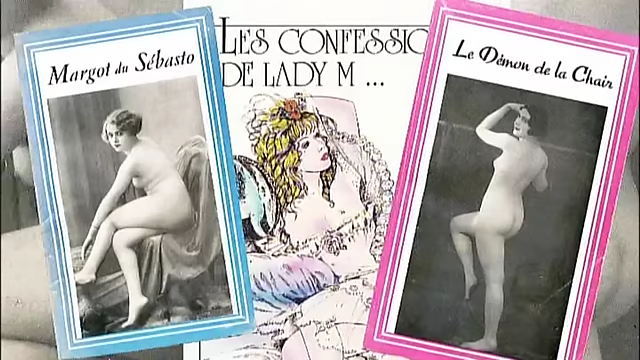 Margot du Sébasto
LES CONFESSIO
DE LADY M ...
Le Démon de la Chair